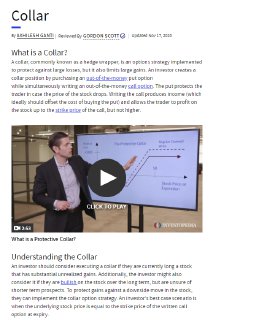 Collar
By AKHILESH GANTI Reviewed By GORDON SCOTT Updated Nov 17, 2020
What is a Collar?
A collar, commonly known as a hedge wrapper, is an options strategy implemented
to protect against large losses, but it also limits large gains. An investor creates a
collar position by purchasing an out-of-the-money put option
while simultaneously writing an out-of-the-money call option. The put protects the
trader in case the price of the stock drops. Writing the call produces income (which
ideally should offset the cost of buying the put) and allows the trader to profit on
the stock up to the strike price of the call, but not higher.
CLICK TO PLAY
Stock Price at
Expiration
2:53
INVESTOPEDIA
What is a Protective Collar?
Understanding the Collar
An investor should consider executing a collar if they are currently long a stock
that has substantial unrealized gains. Additionally, the investor might also
consider it if they are bullish on the stock over the long term, but are unsure of
shorter-term prospects. To protect gains against a downside move in the stock,
they can implement the collar option strategy. An investor's best case scenario is
when the underlying stock price is equal to the strike price of the written call
option at expiry.